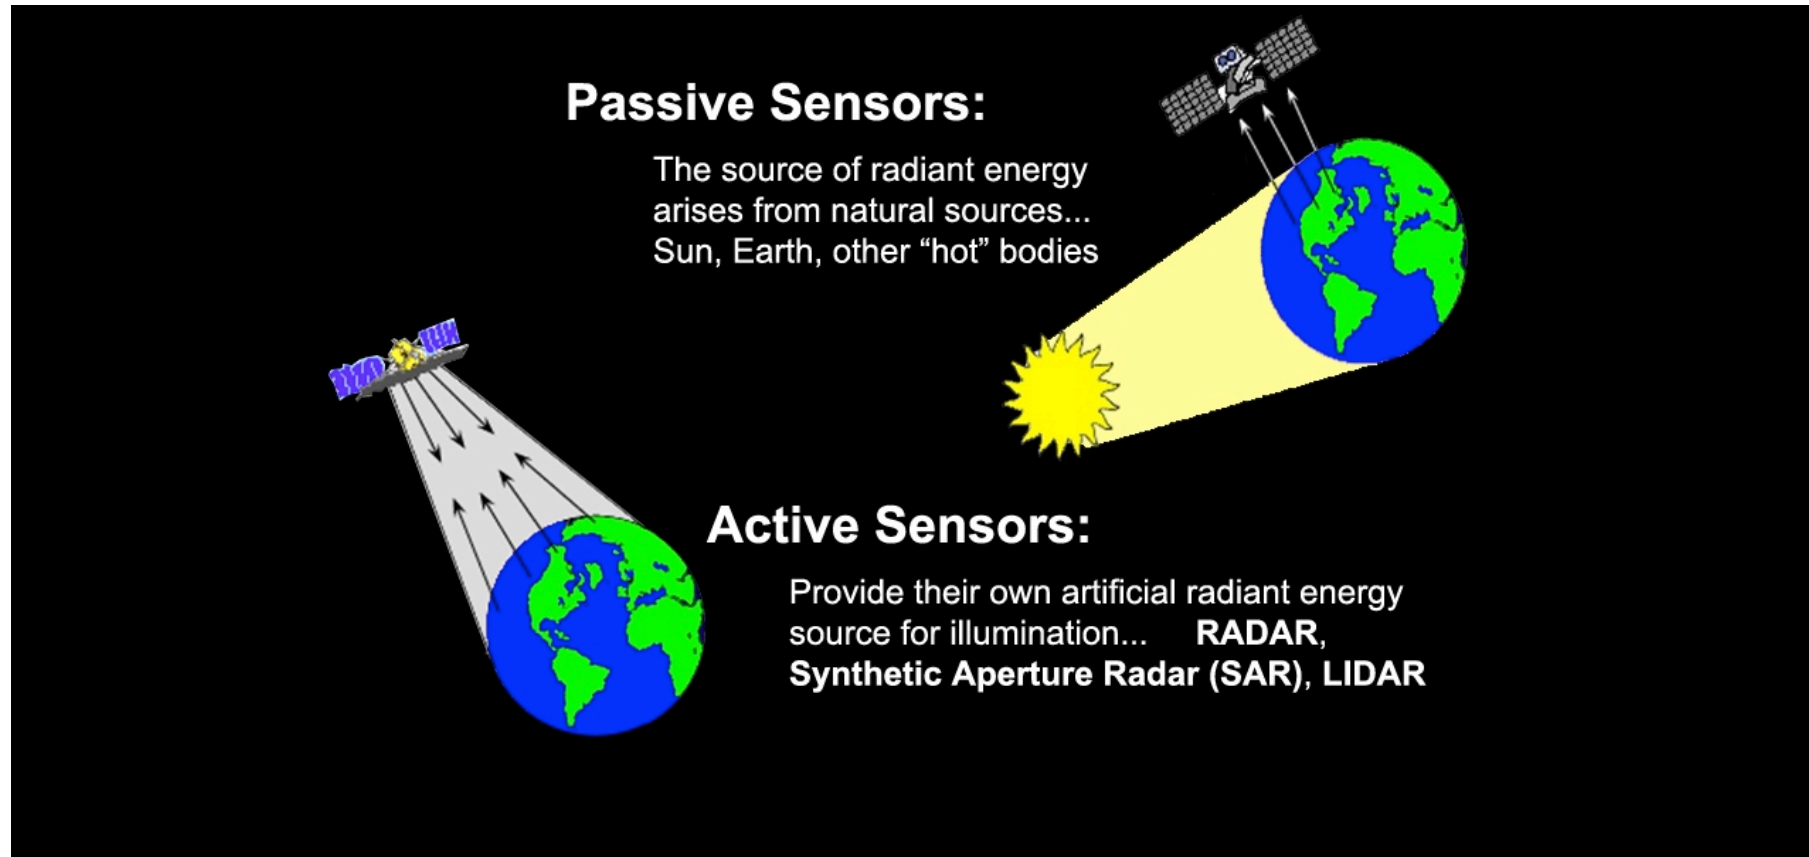 Passive Sensors:
The source of radiant energy
arises from natural sources...
Sun, Earth, other “hot” bodies
Active Sensors:
Provide their own artificial radiant energy
source for illumination... RADAR,
Synthetic Aperture Radar (SAR), LIDAR